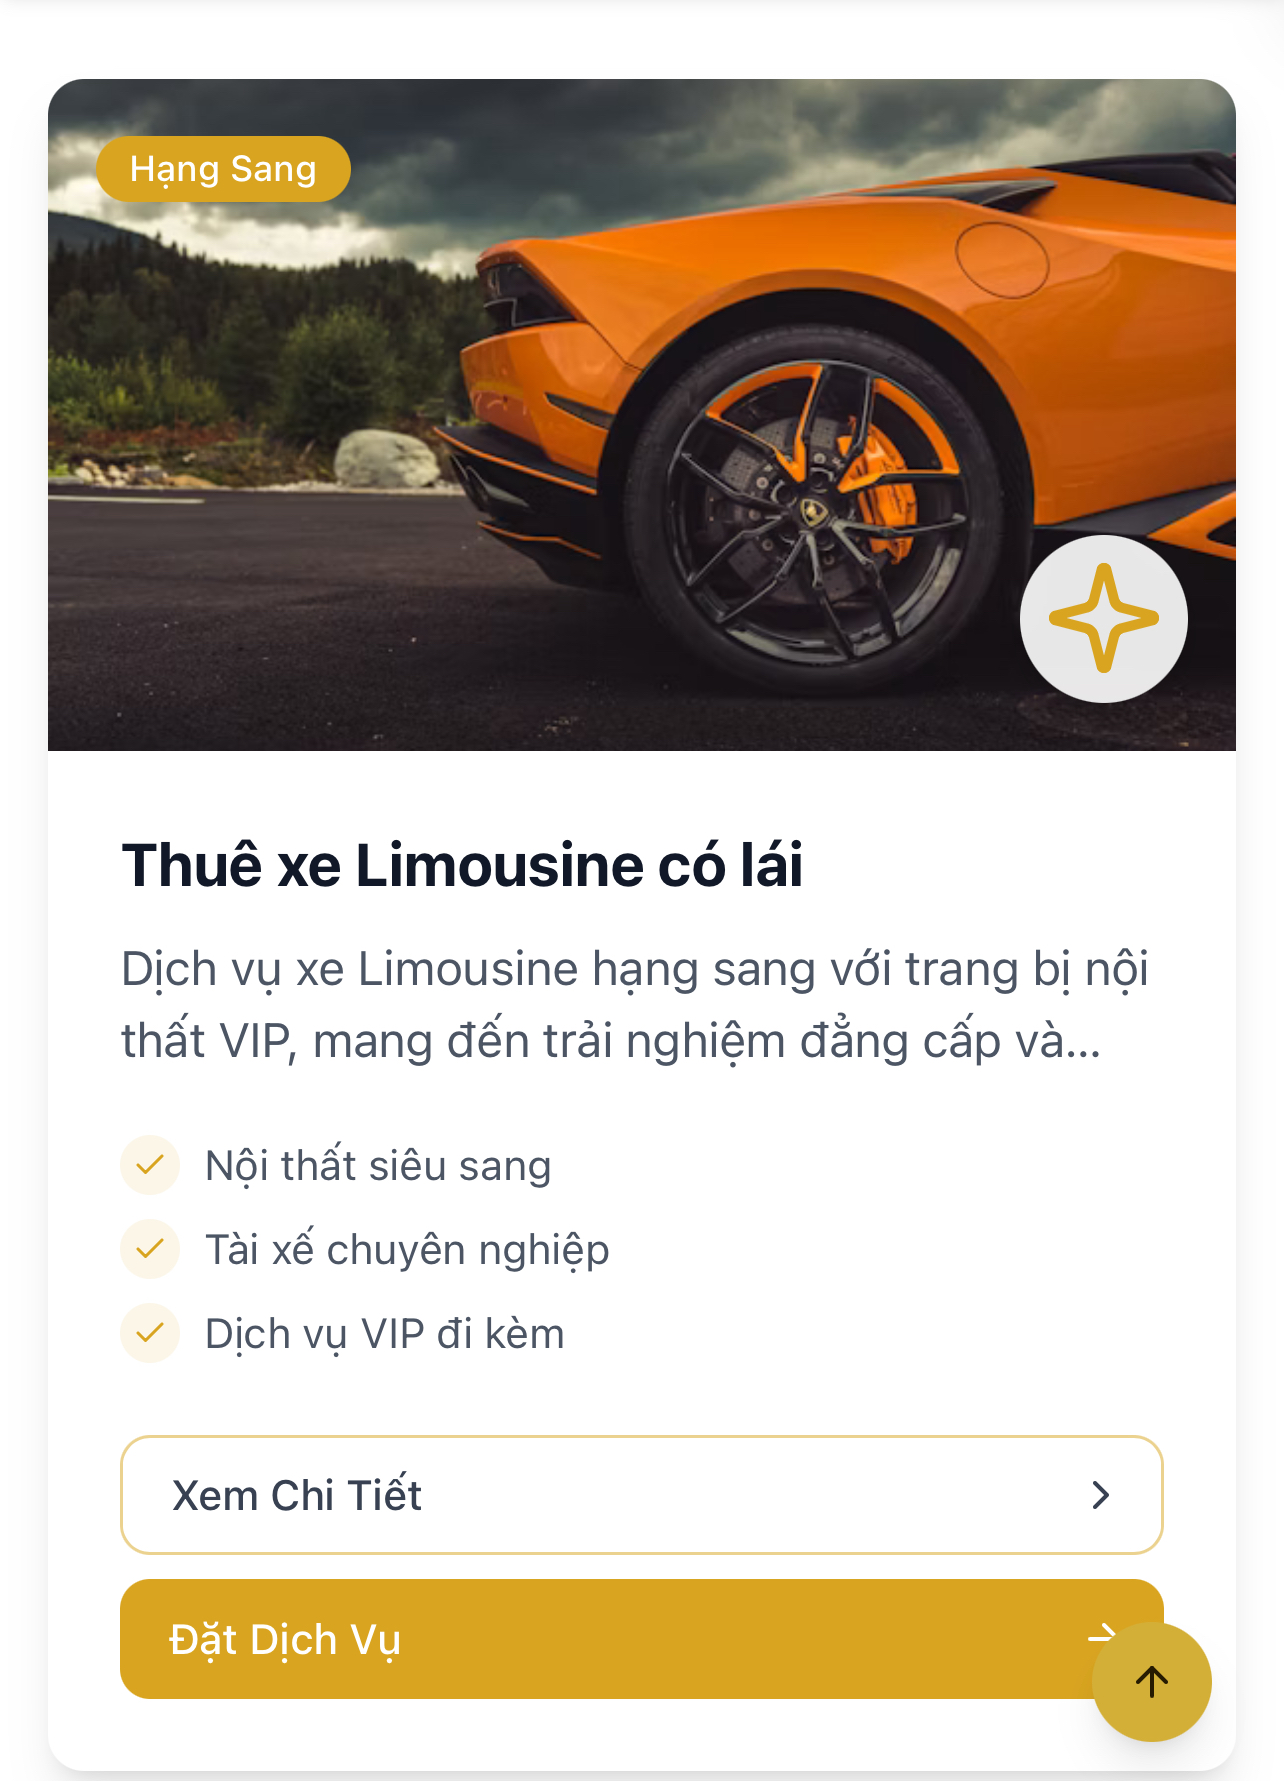 Hạng Sang
Thuê xe Limousine có lái
Dịch vụ xe Limousine hạng sang với trang bị nội
thất VIP, mang đến trải nghiệm đẳng cấp và...
Nội thất siêu sang
Tài xế chuyên nghiệp
Dịch vụ VIP đi kèm
Xem Chi Tiết
Đặt Dịch Vụ